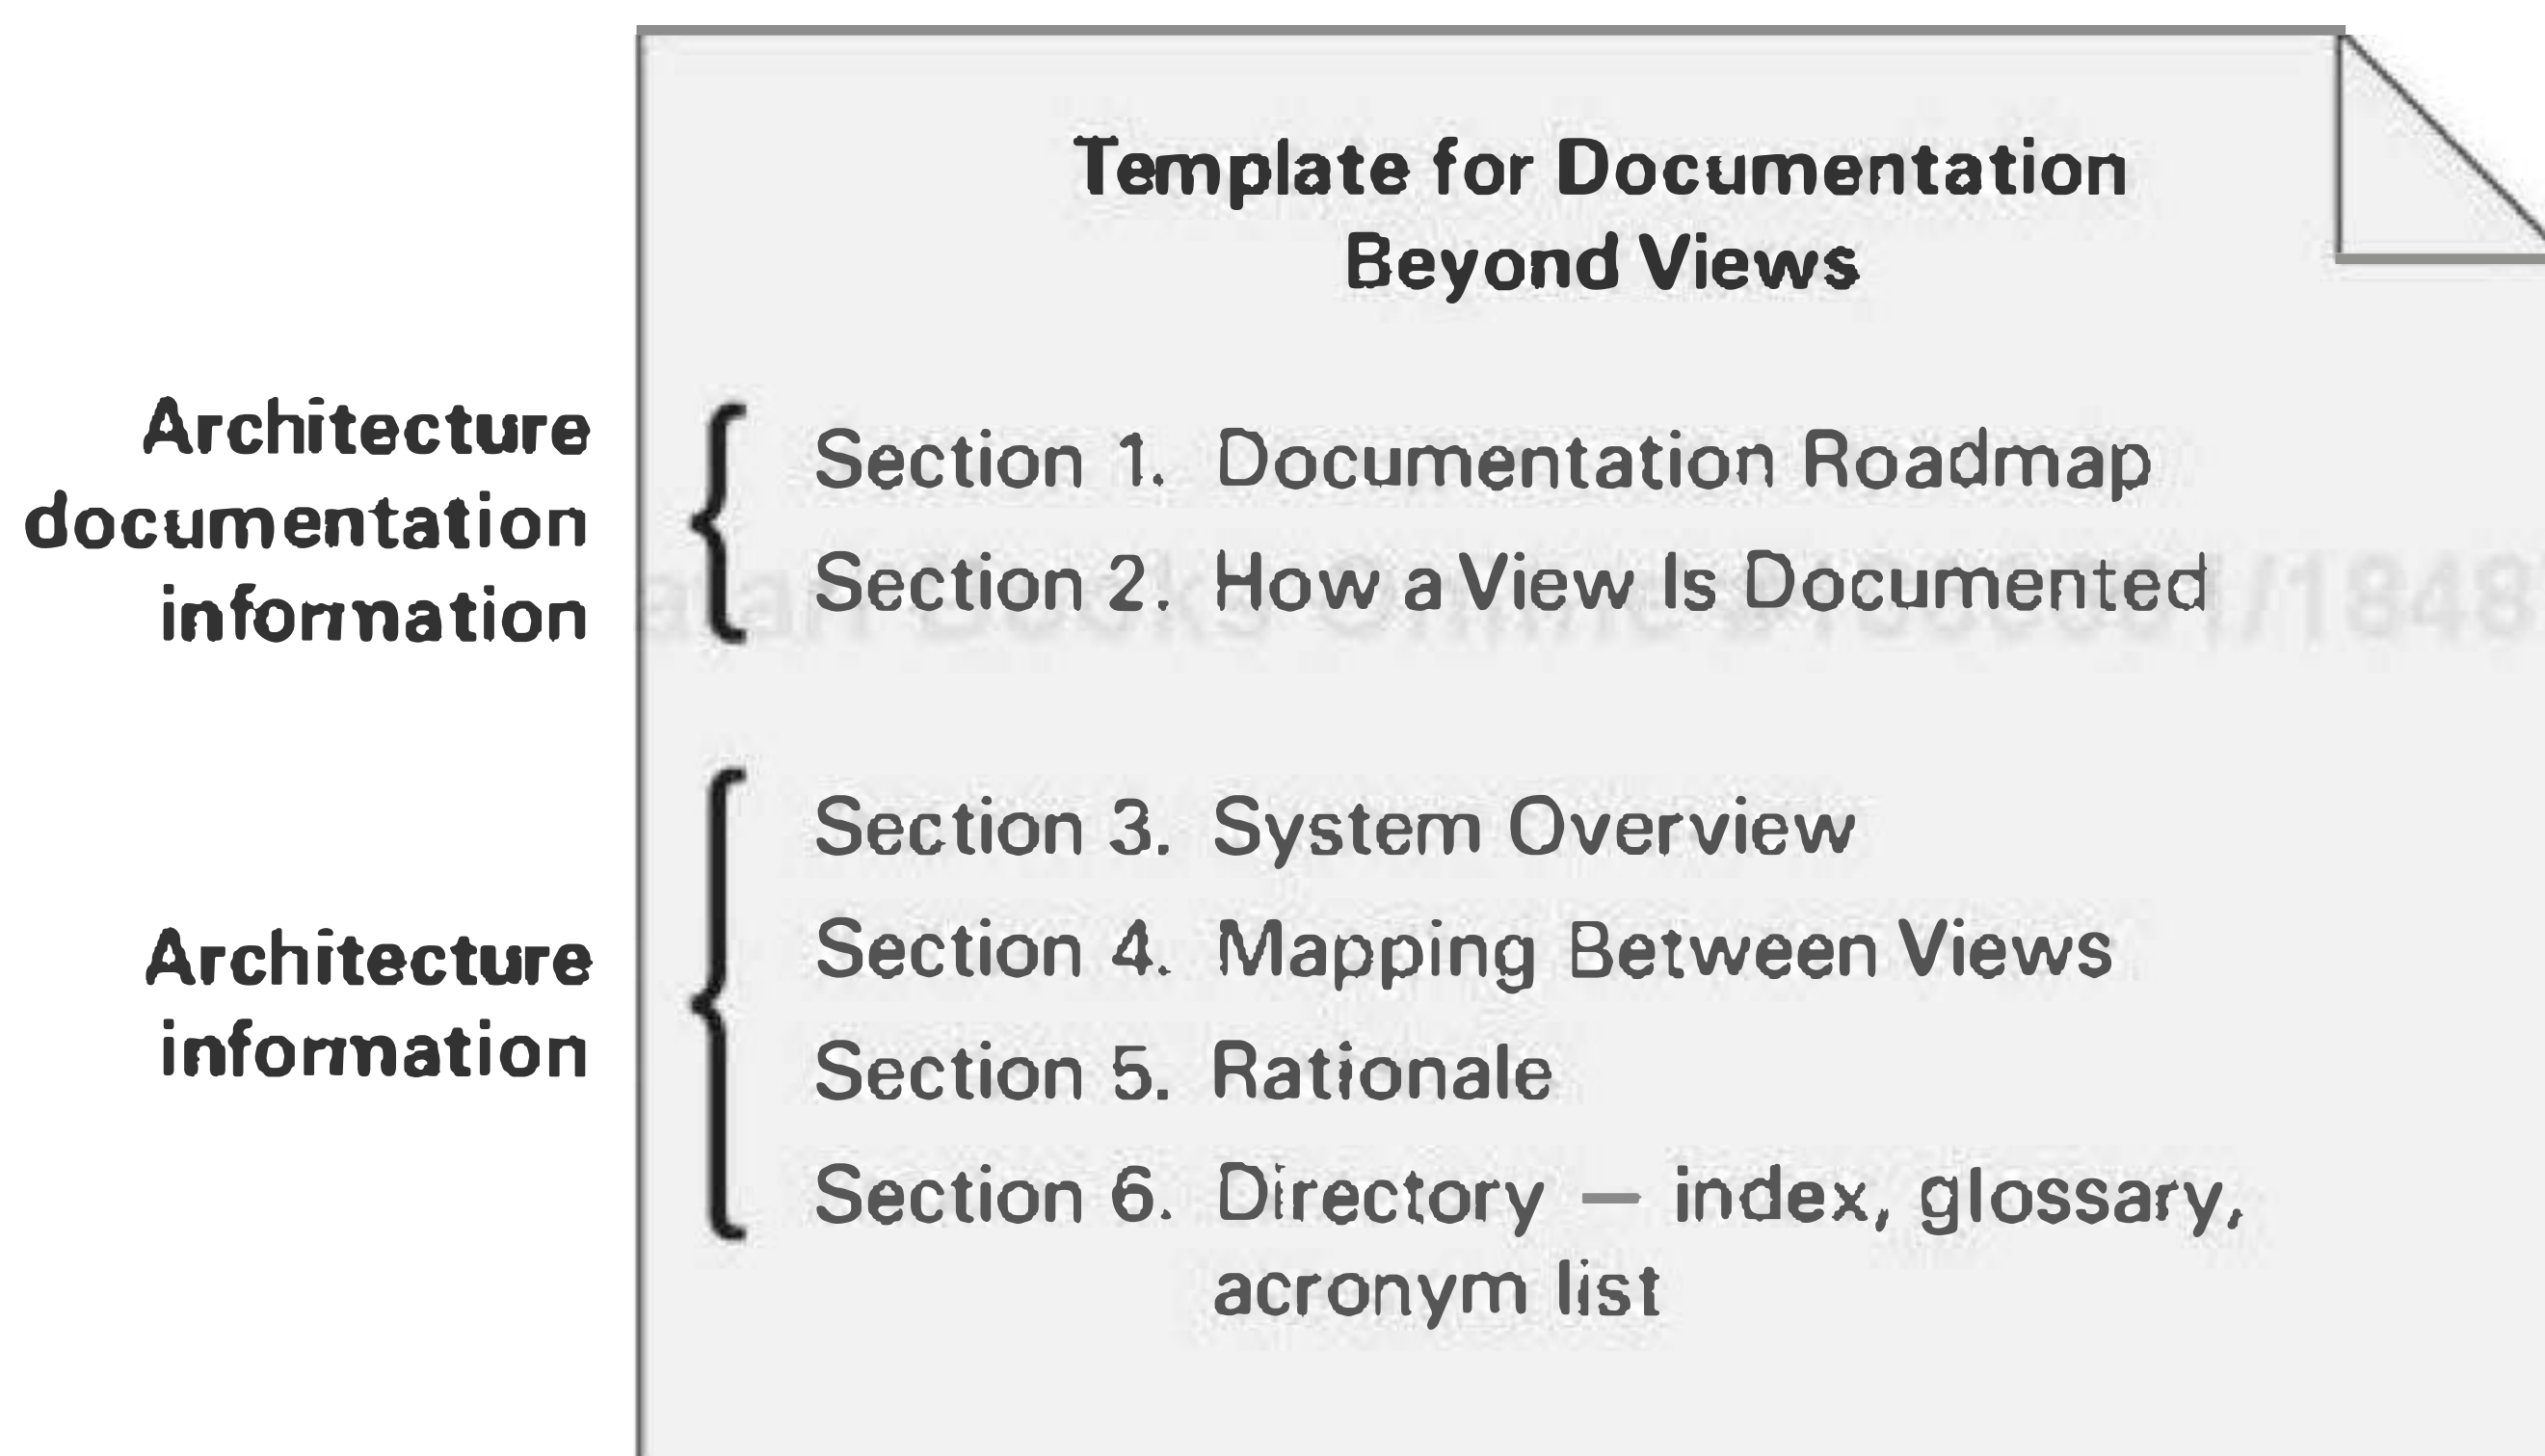 Template for Documentation
Beyond Views
Architecture
documentation
information
Section 1. Documentation Roadmap
Section 2. How a View Is Documented
Architecture
information
Section 3. System Overview
Section 4. Mapping Between Views
Section 5. Rationale
Section 6. Directory — index, glossary,
acronym list